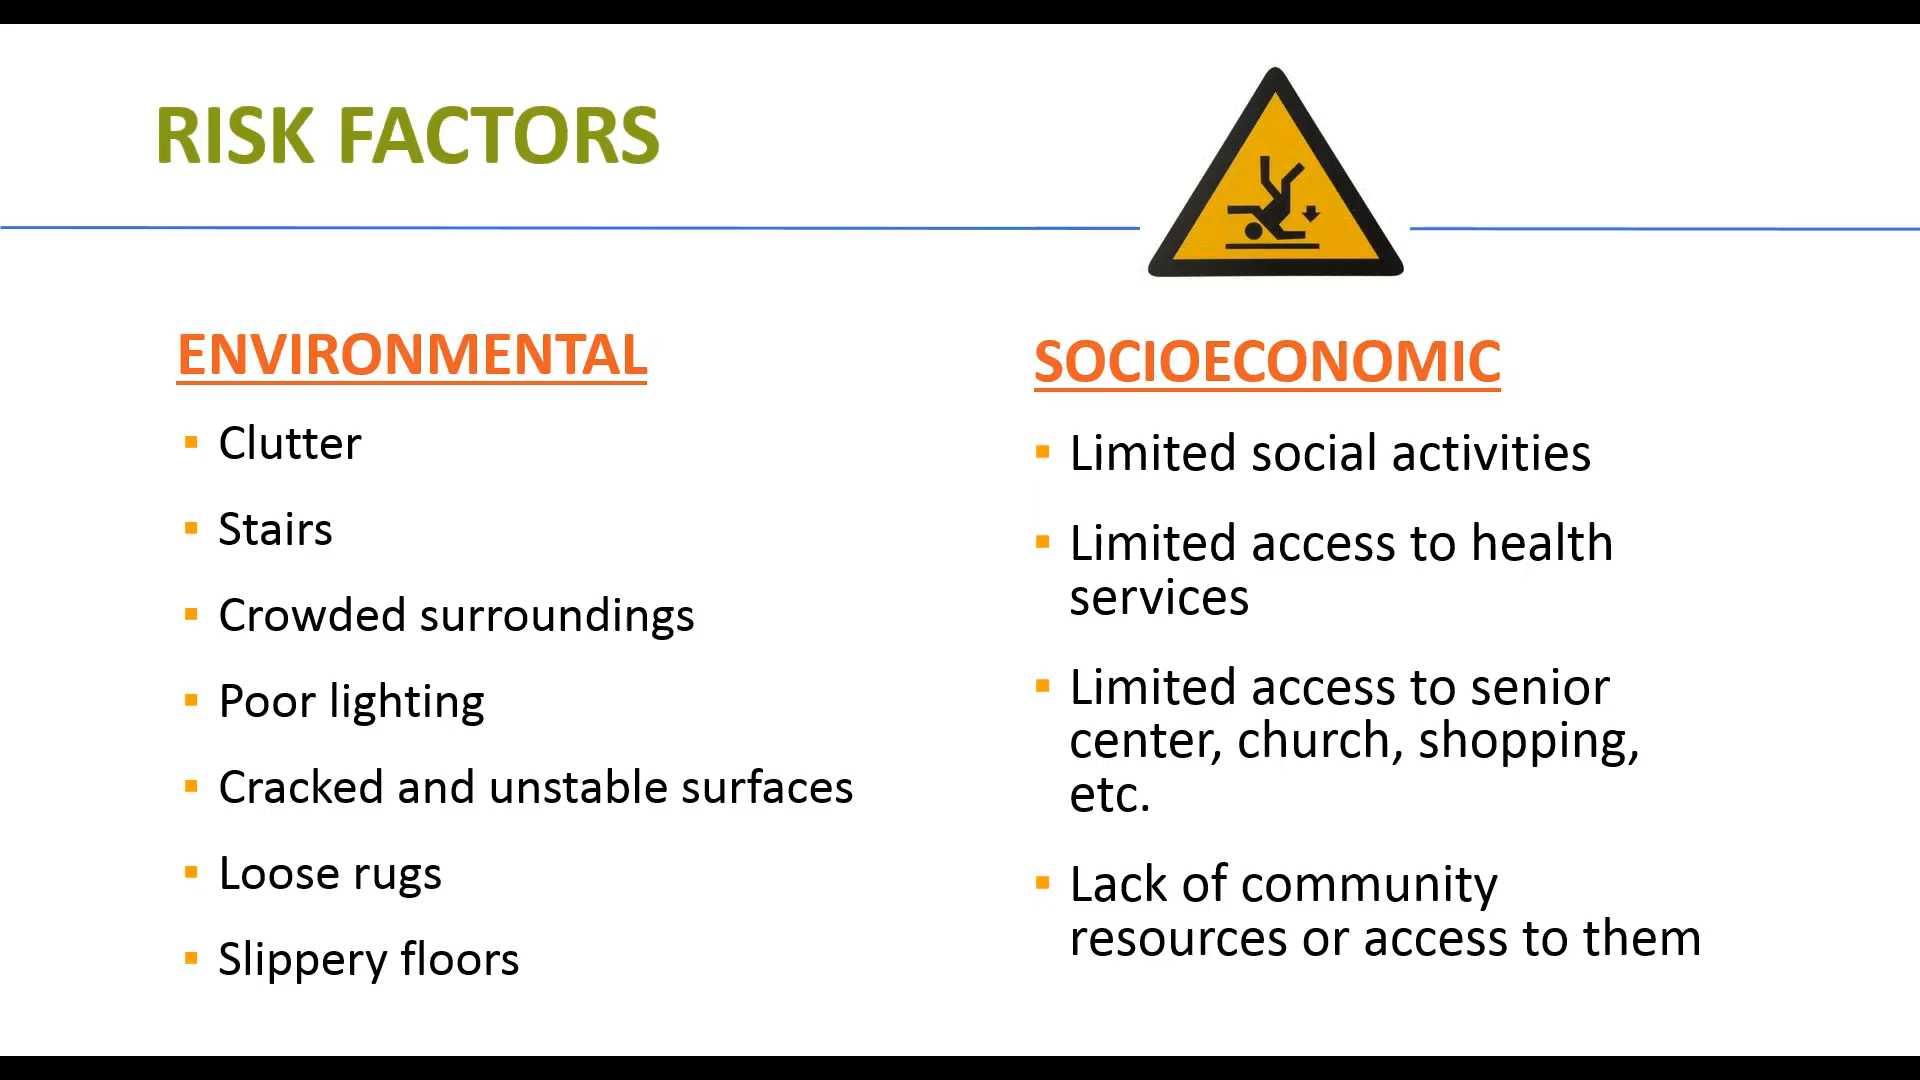 RISK FACTORS
ENVIRONMENTAL
▪ Clutter
▪ Stairs
▪ Crowded surroundings
▪ Poor lighting
▪ Cracked and unstable surfaces
▪ Loose rugs
▪ Slippery floors
SOCIOECONOMIC
▪ Limited social activities
▪ Limited access to health
services
▪ Limited access to senior
center, church, shopping,
etc.
▪ Lack of community
resources or access to them